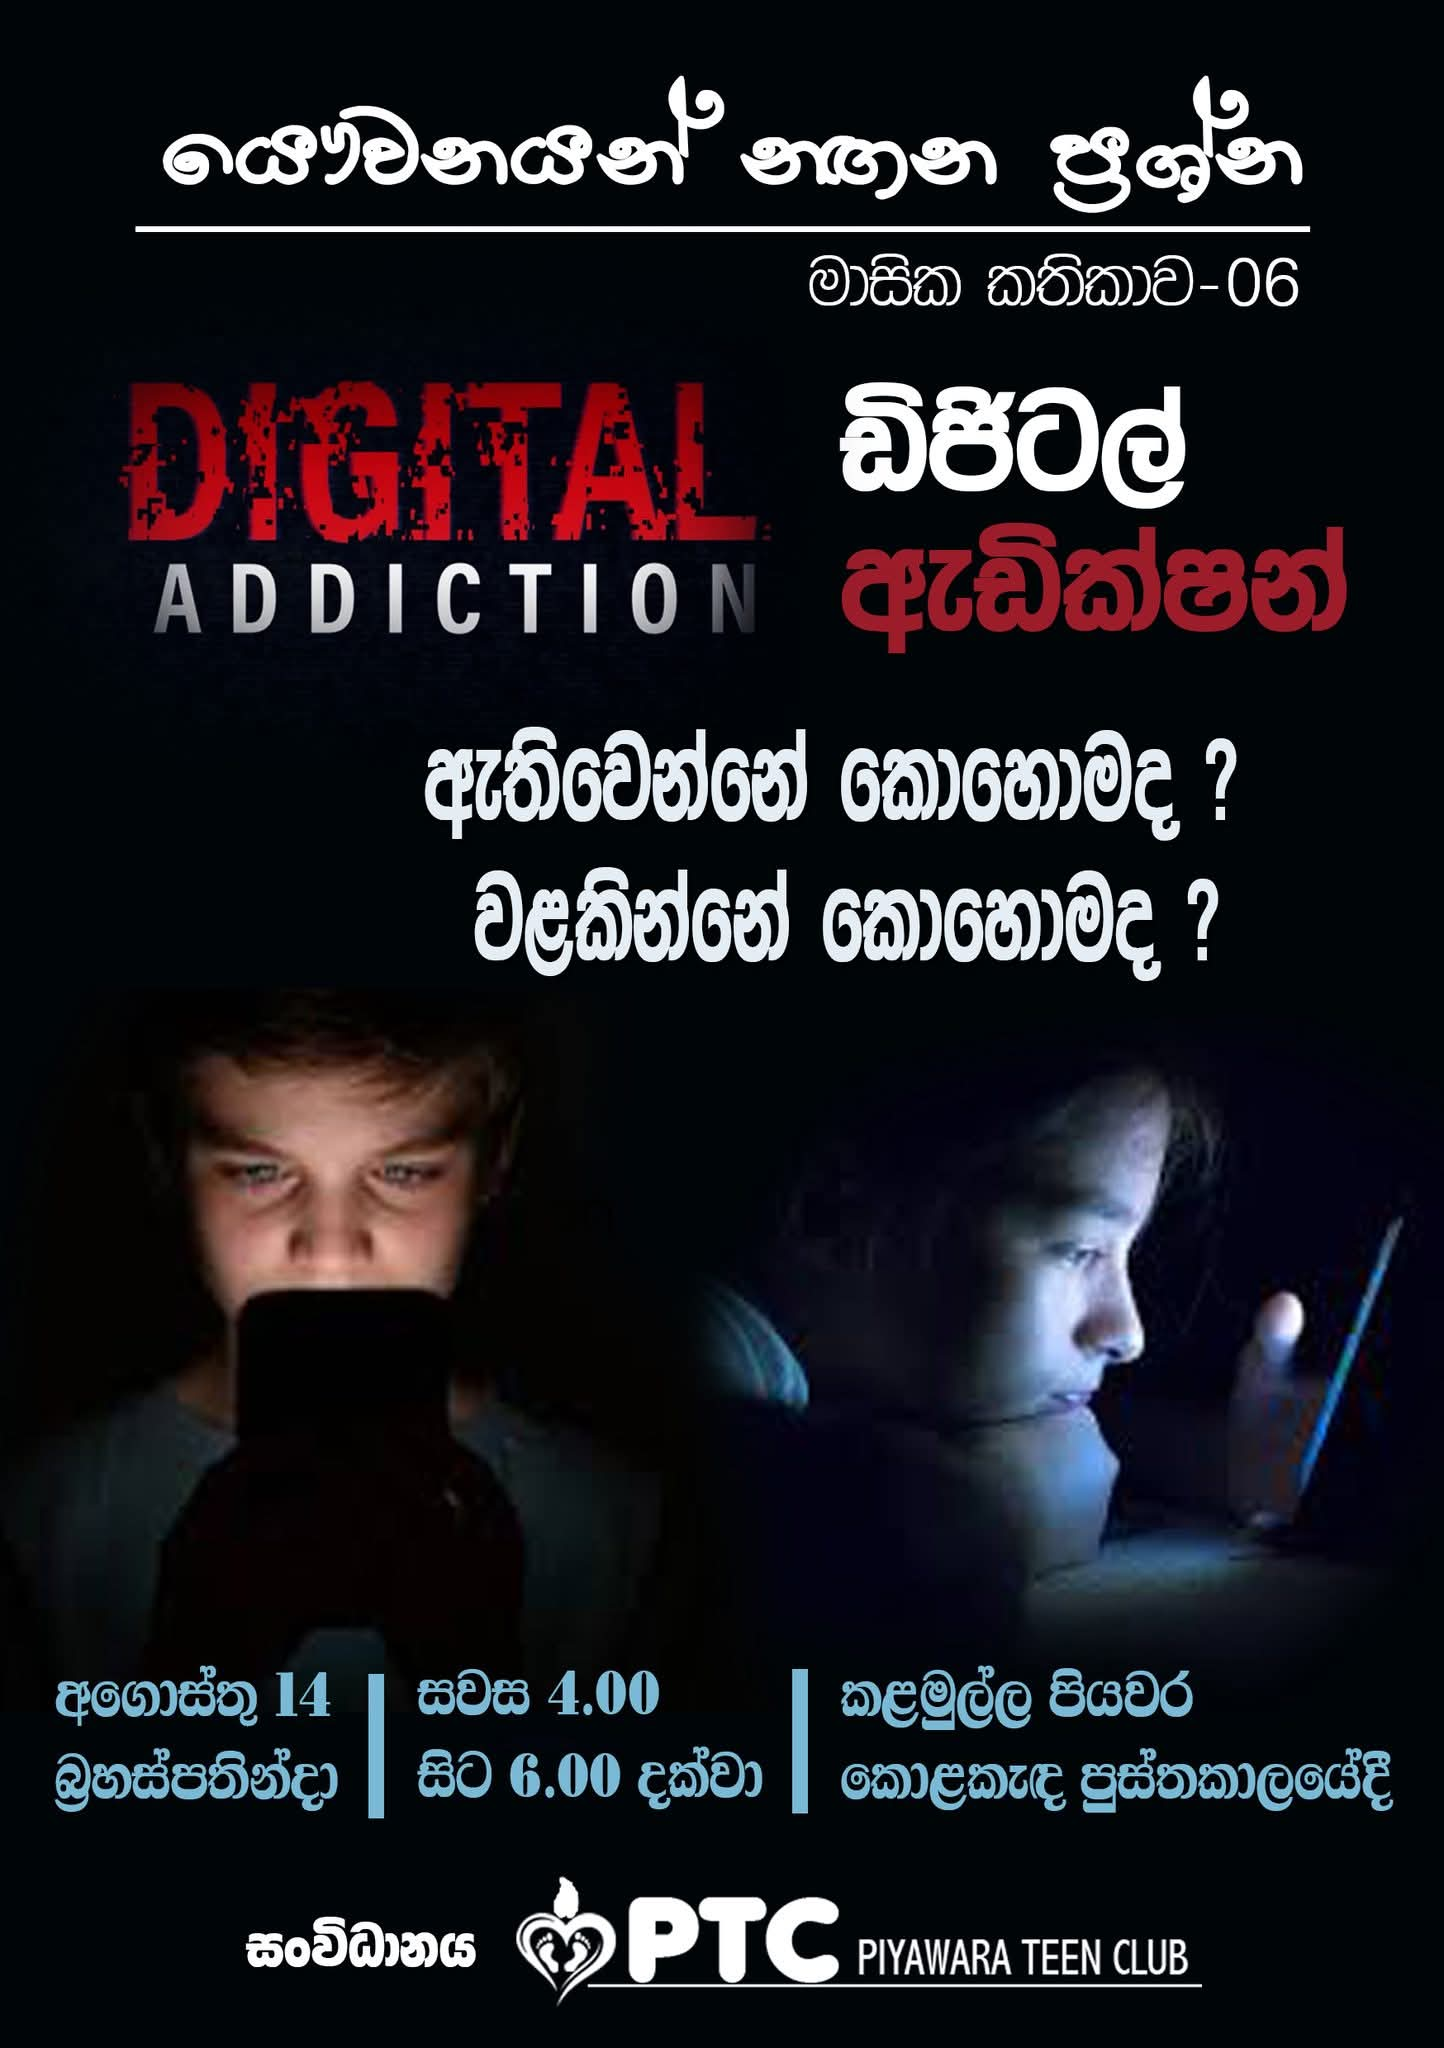 යෞවනයන් නඟන ප්‍රශ්න
මාසික කතිකාව-06
DIGITAL
ADDICTION
ඩිජිටල්
ඇඩික්ෂන්
ඇතිවෙන්නේ කොහොමද ?
වළකින්නේ කොහොමද ?
අගොස්තු 14
බ්‍රහස්පතින්දා
සවස 4.00
සිට 6.00 දක්වා
කළමුල්ල පියවර
කොළකැඳ පුස්තකාලයේදී
සංවිධානය
PTC PIYAWARA TEEN CLUB